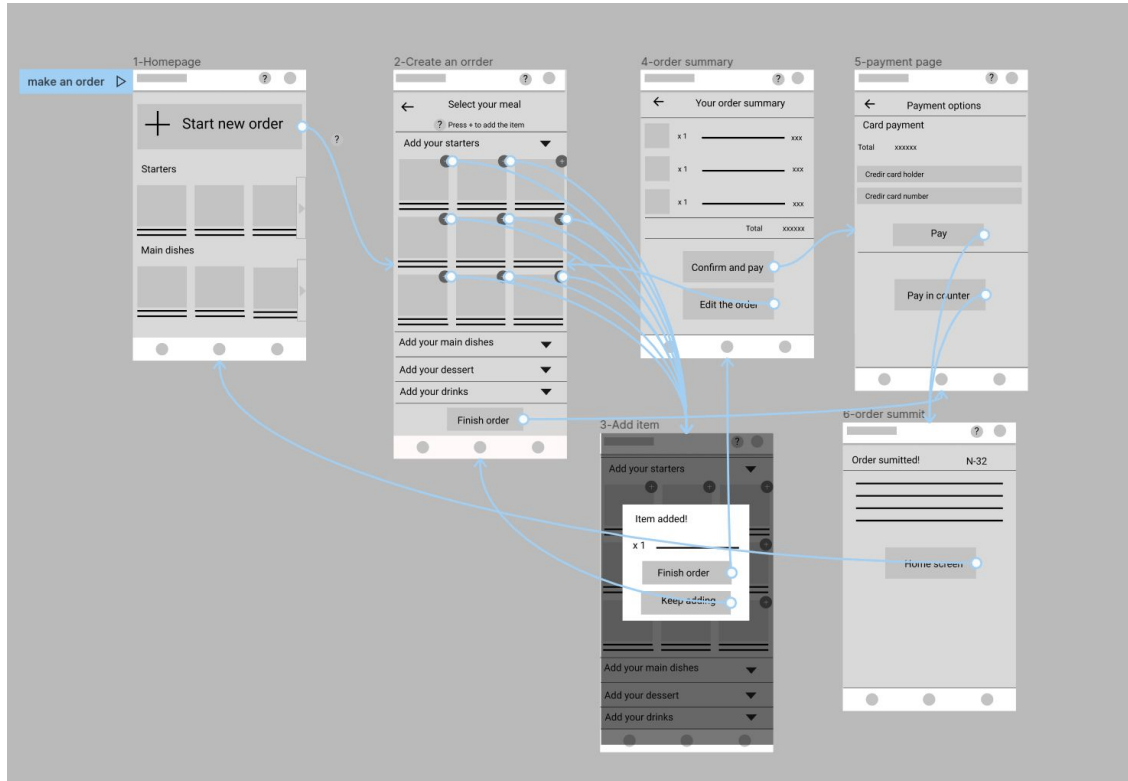 make an order
1-Homepage
?
Start new order
?
Starters
Main dishes
2-Create an orrder
?
Select your meal
? Press + to add the item
Add your starters
+
Add your main dishes
Add your dessert
Add your drinks
Finish order
4-order summary
?
Your order summary
x 1 xxx
x 1 xxx
x 1 xxx
Total xxxxxx
Confirm and pay
Edit the order
5-payment page
?
Payment options
Card payment
Total xxxxxx
Credir card holder
Credir card number
Pay
Pay in counter
3-Add item
?
Add your starters
+ + +
Item added!
x 1
+
Finish order
Keep adding
+
Add your main dishes
Add your dessert
Add your drinks
6-order summit
?
Order sumitted! N-32
Home screen